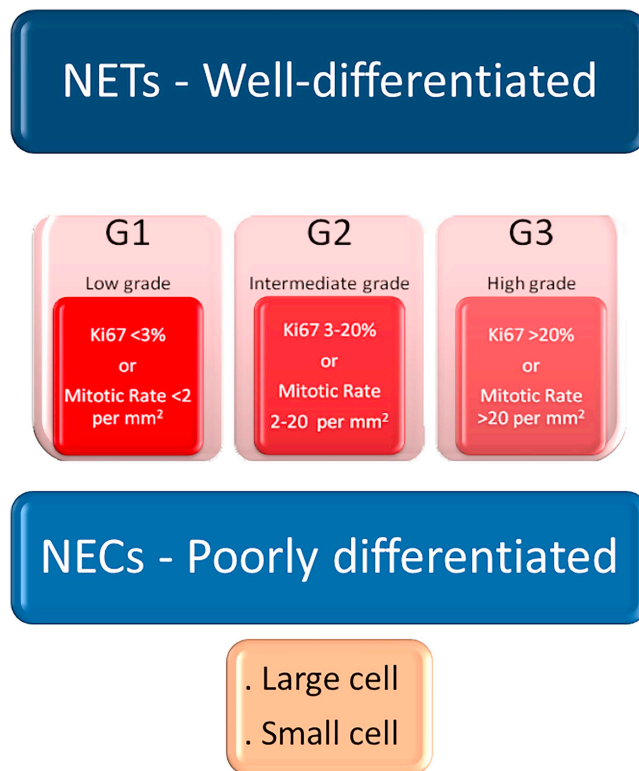 NETs - Well-differentiated
G1
Low grade
Ki67 <3%
or
Mitotic Rate <2
per mm²
G2
Intermediate grade
Ki67 3-20%
or
Mitotic Rate
2-20 per mm²
G3
High grade
Ki67 >20%
or
Mitotic Rate
>20 per mm²
NECs - Poorly differentiated
. Large cell
. Small cell